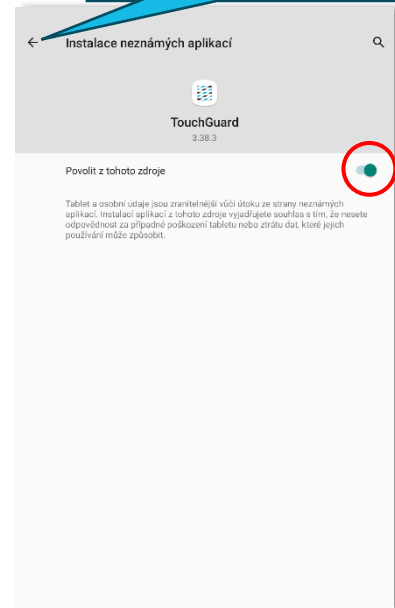 Instalace neznámých aplikací
TouchGuard
3.38.3
Povolit z tohoto zdroje
Tablet a osobní údaje jsou zranitelnější vůči útoku ze strany neznámých
aplikací. Instalací aplikací z tohoto zdroje vyjadřujete souhlas s tím, že nesete
odpovědnost za případné poškození tabletu nebo ztrátu dat, které jejich
používání může způsobit.